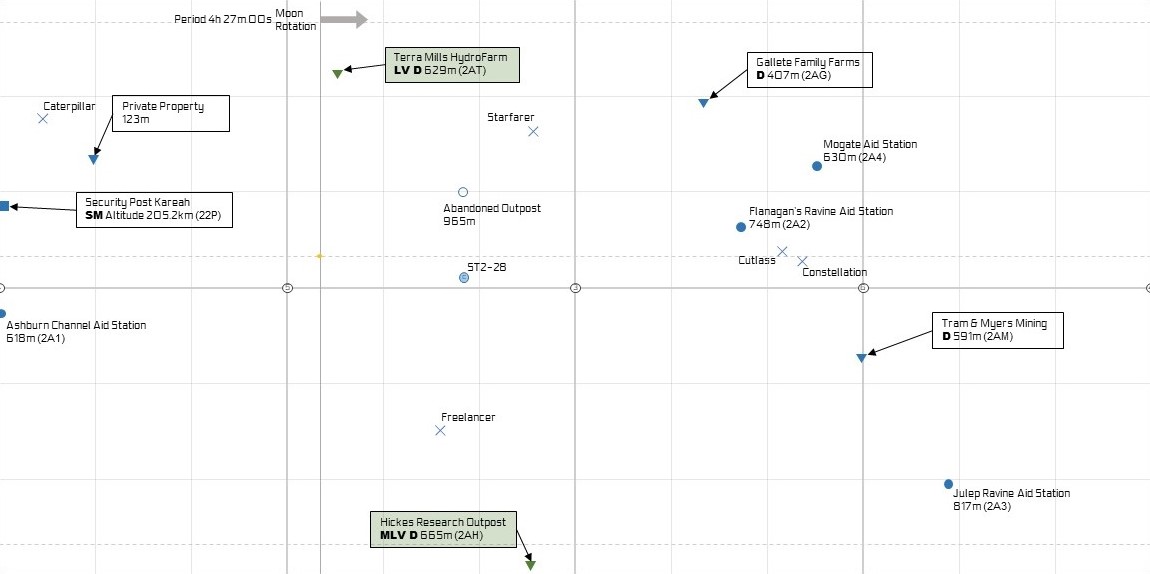 Period 4h 27m 00s
Moon
Rotation
Terra Mills HydroFarm
LV D 629m (2AT)
Gallete Family Farms
D 407m (2AG)
Caterpillar
Private Property
123m
Starfarer
Mogate Aid Station
630m (2A4)
Security Post Kareah
SM Altitude 205.2km (22P)
Abandoned Outpost
965m
Flanagan's Ravine Aid Station
748m (2A2)
Cutlass
Constellation
ST2-28
5
3
6
Ashburn Channel Aid Station
618m (2A1)
Tram & Myers Mining
D 591m (2AM)
Freelancer
Julep Ravine Aid Station
817m (2A3)
Hickes Research Outpost
MLV D 665m (2AH)